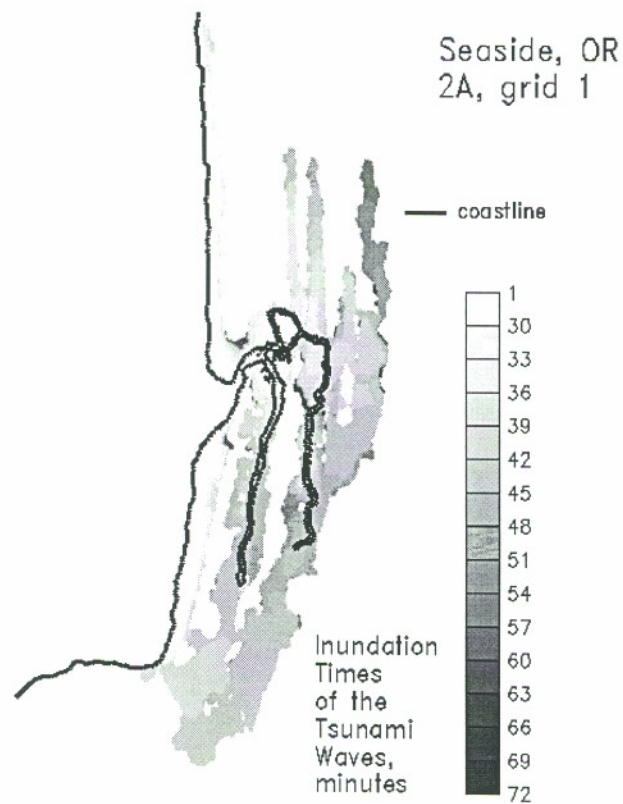 Seaside, OR
2A, grid 1
coastline
1
30
33
36
39
42
45
48
51
54
57
60
63
66
69
72
Inundation
Times
of the
Tsunami
Waves,
minutes